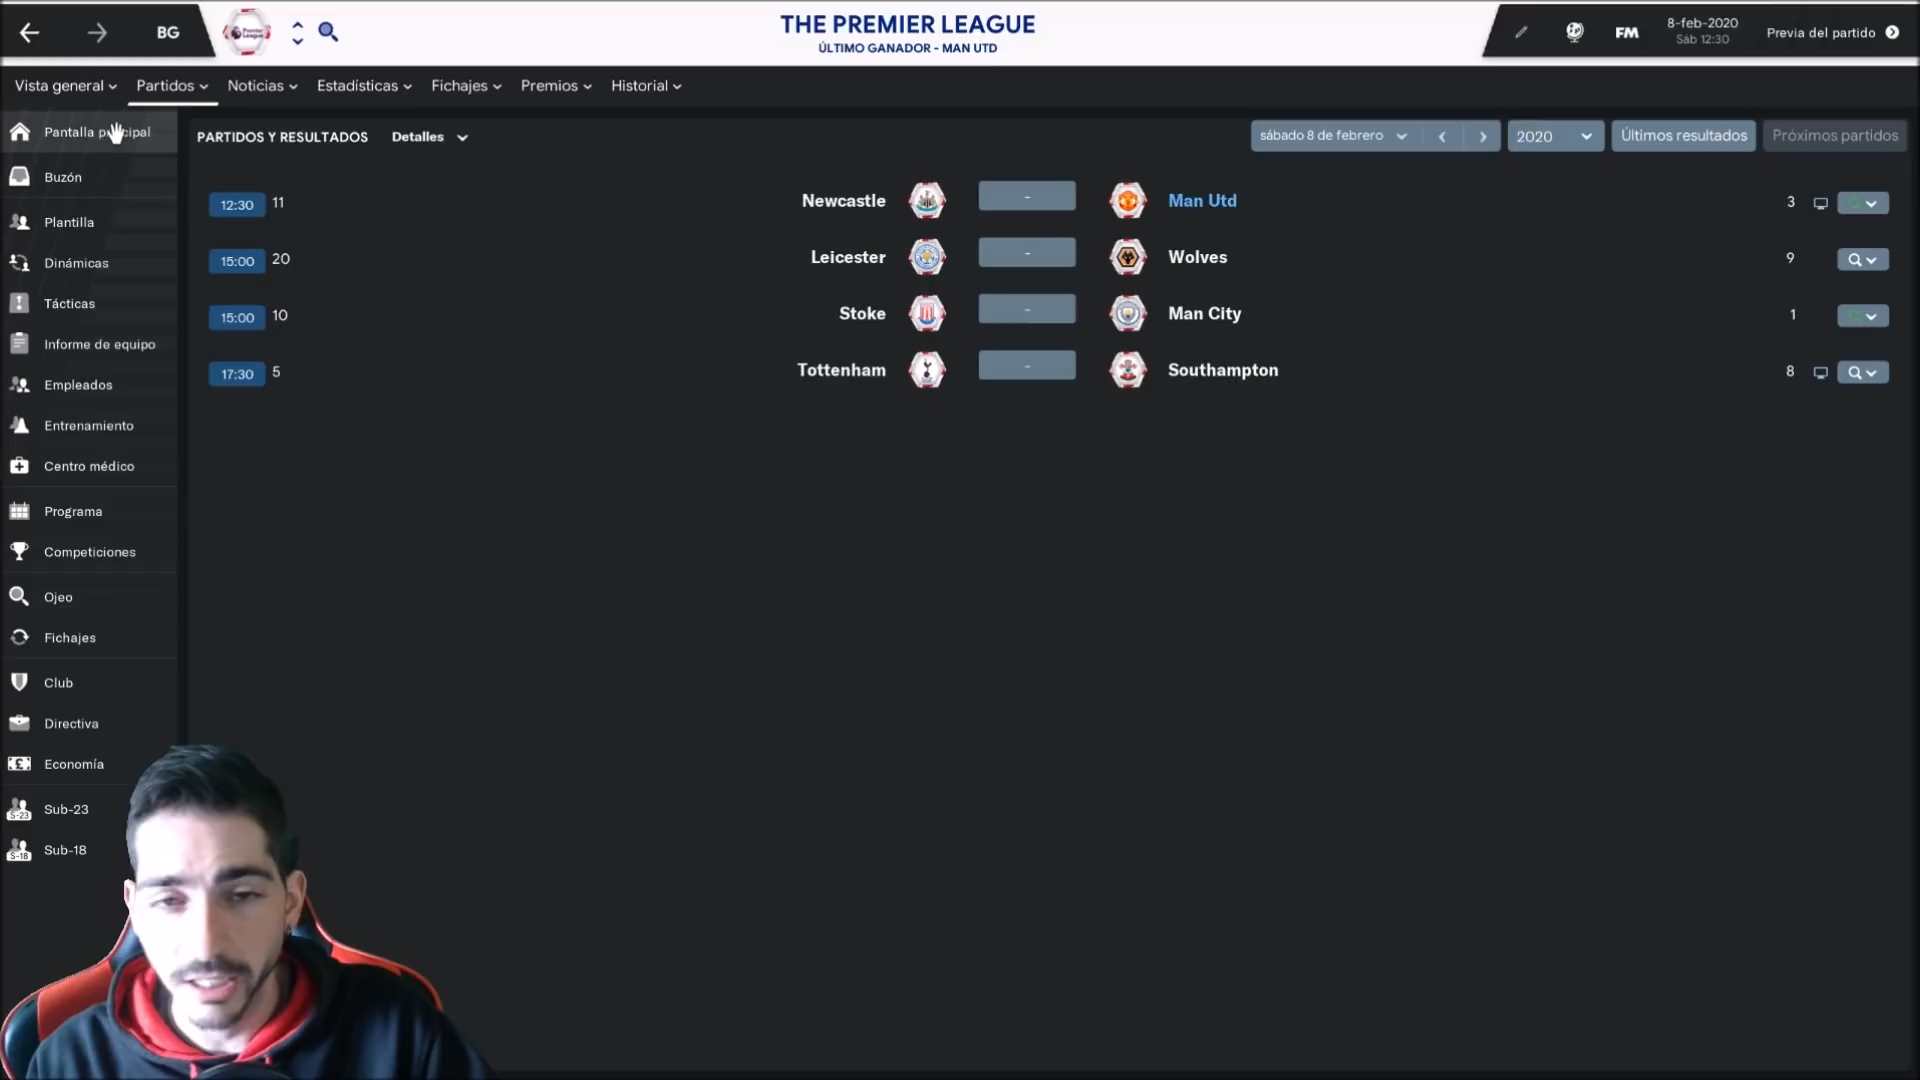 BG
THE PREMIER LEAGUE
ÚLTIMO GANADOR - MAN UTD
FM
8-feb-2020
Sáb 12:30
Previa del partido
Vista general
Partidos
Noticias
Estadísticas
Fichajes
Premios
Historial
Pantalla
PARTIDOS Y RESULTADOS
Detalles
sábado 8 de febrero
2020
Últimos resultados
Próximos partidos
12:30 11 Newcastle - Man Utd 3
15:00 20 Leicester - Wolves 9
15:00 10 Stoke - Man City 1
17:30 5 Tottenham - Southampton 8
Buzón
Plantilla
Dinámicas
Tácticas
Informe de equipo
Empleados
Entrenamiento
Centro médico
Programa
Competiciones
Ojeo
Fichajes
Club
Directiva
Economía
S-23
Sub-23
S-18
Sub-18